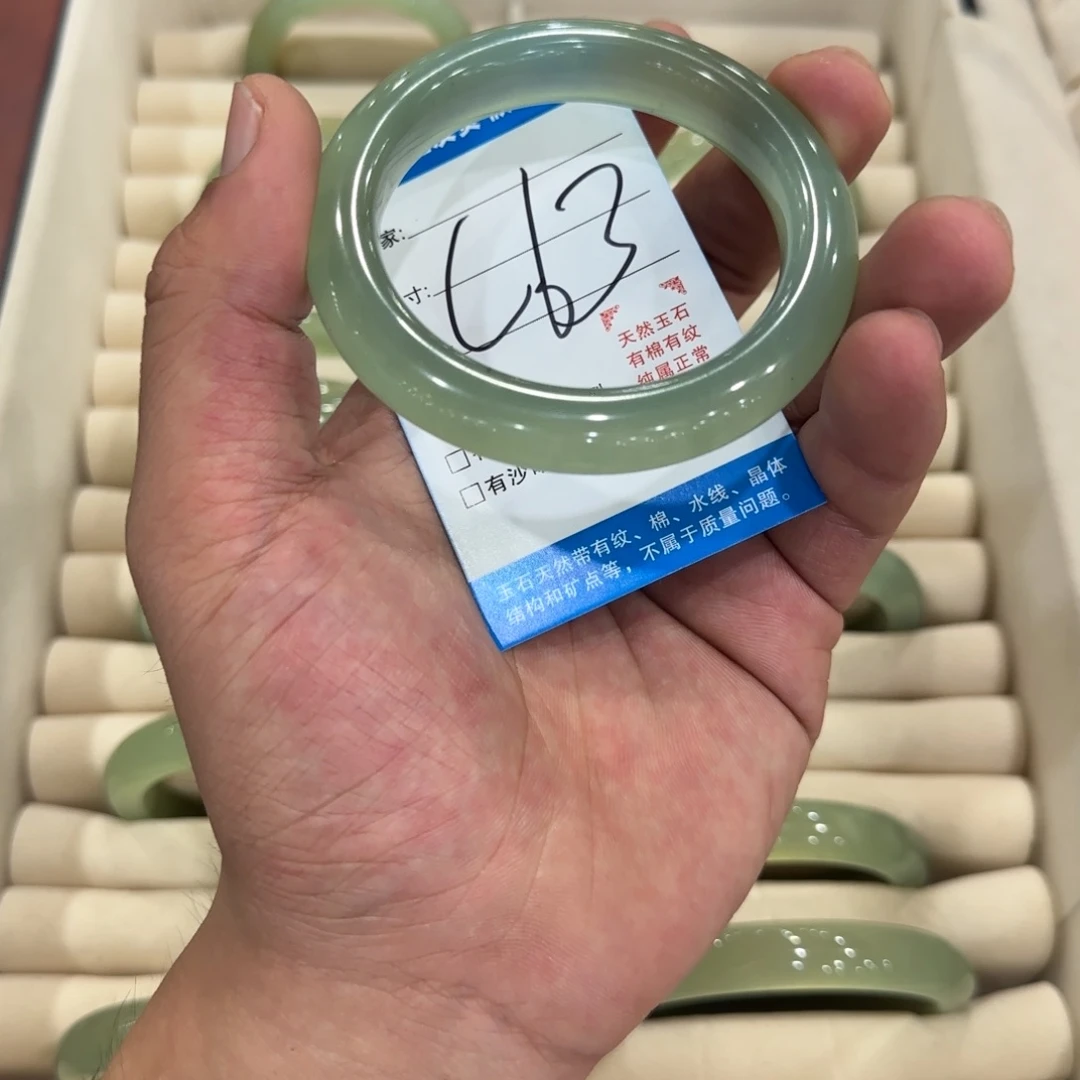 家:
63
寸:
天然玉石
有棉有纹
纯属正常
有沙
玉石天然带有纹、棉、水线、晶体
结构和矿点等，不属于质量问题。